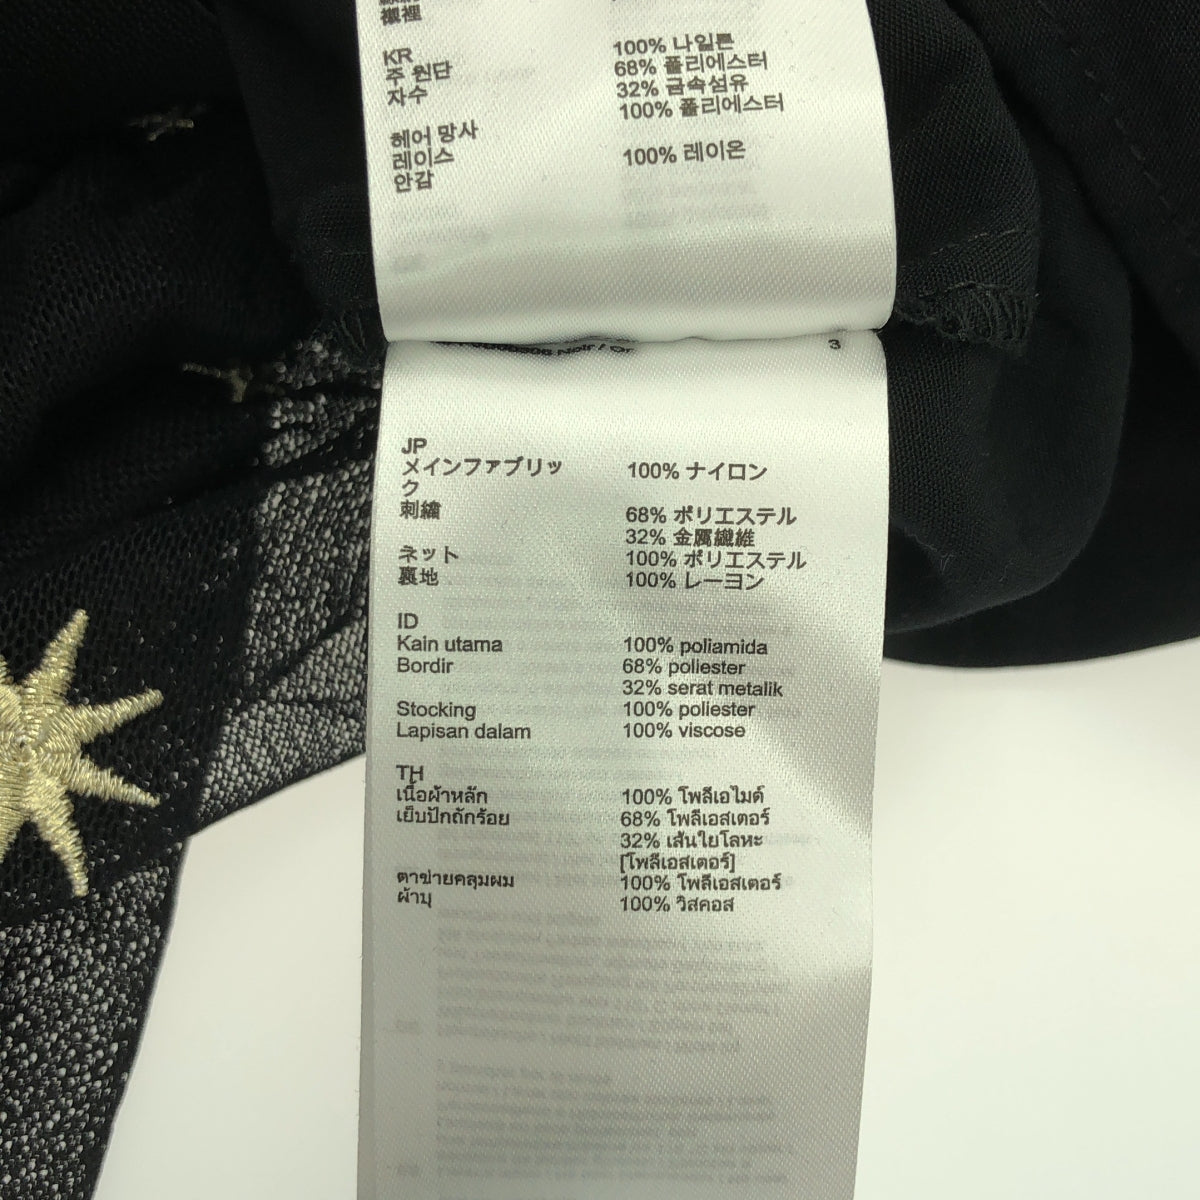 襯裡
KR
주 원단 100% 나일론
자수 68% 폴리에스터
32% 금속섬유
100% 폴리에스터
헤어 망사
레이스 100% 레이온
안감
Noir / Or 3
JP
メインファブリッ 100% ナイロン
ク
刺繍 68% ポリエステル
32% 金属繊維
ネット 100% ポリエステル
裏地 100% レーヨン
ID
Kain utama 100% poliamida
Bordir 68% poliester
32% serat metalik
Stocking 100% poliester
Lapisan dalam 100% viscose
TH
เนื้อผ้าหลัก 100% โพลีเอไมด์
เย็บปักถักร้อย 68% โพลีเอสเตอร์
32% เส้นใยโลหะ
[โพลีเอสเตอร์]
ตาข่ายคลุมผม 100% โพลีเอสเตอร์
ผ้าบุ 100% วิสคอส